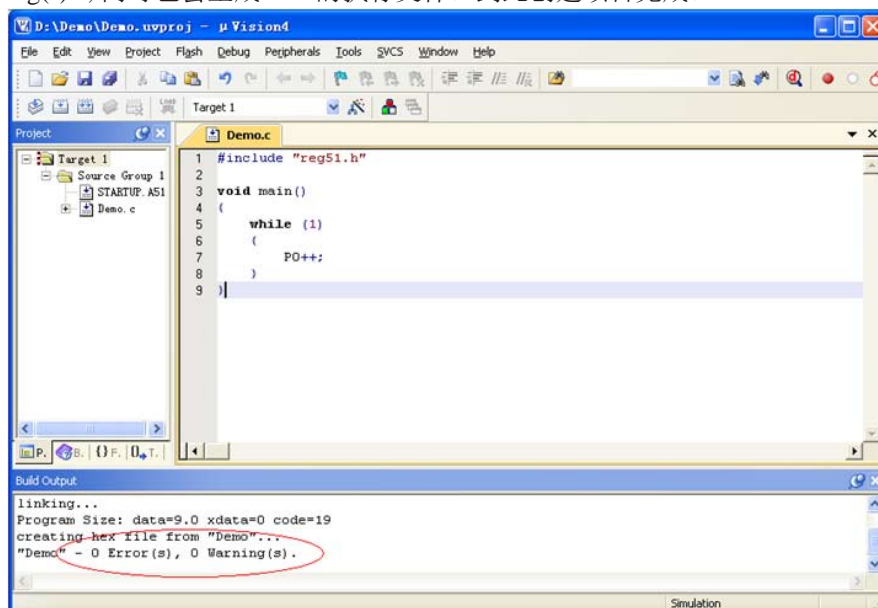 D:\Demo\Demo.uvproj - µVision4
File Edit View Project Flash Debug Peripherals Tools SVCS Window Help
Target 1
Project
Demo.c
Target 1
Source Group 1
STARTUP.A51
Demo.c
1 #include "reg51.h"
2
3 void main()
4 {
5 while (1)
6 {
7 P0++;
8 }
9 }
P. B. {} F. 0 T.
Build Output
linking...
Program Size: data=9.0 xdata=0 code=19
creating hex file from "Demo"...
"Demo" - 0 Error(s), 0 Warning(s).
Simulation